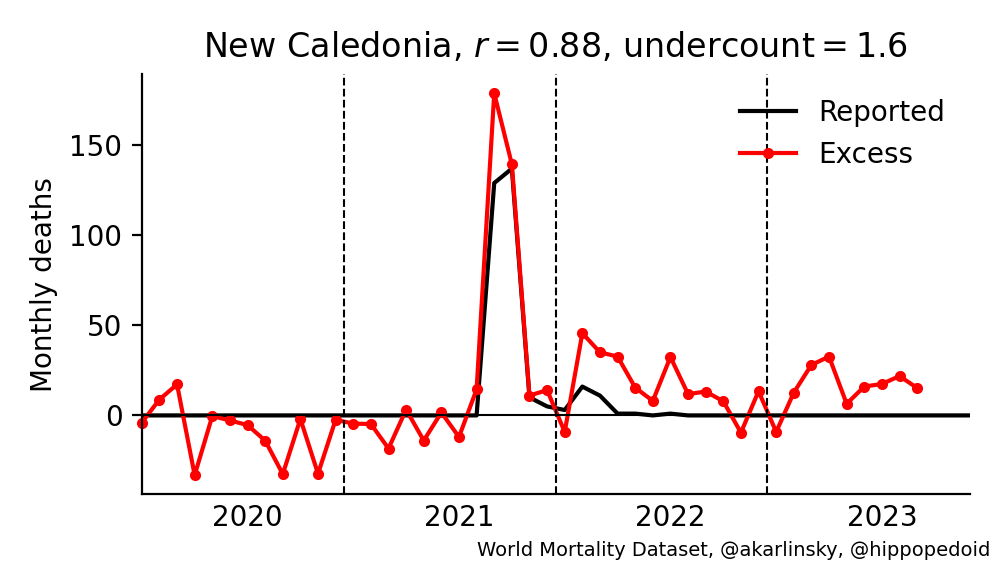 New Caledonia, r = 0.88, undercount = 1.6
Reported
Excess
Monthly deaths
150
100
50
0
2020 2021 2022 2023
World Mortality Dataset, @akarlinsky, @hippopedoid